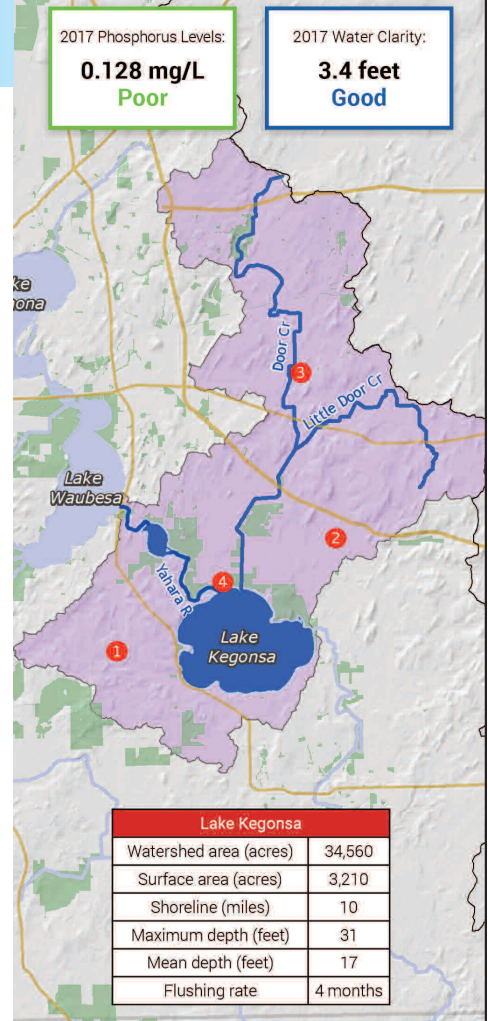 2017 Phosphorus Levels:
0.128 mg/L
Poor
2017 Water Clarity:
3.4 feet
Good
ke
ona
Door Cr
3
Little Door Cr
Lake
Waubesa
2
Yahara R
4
Lake
Kegonsa
1
Lake Kegonsa
Watershed area (acres) 34,560
Surface area (acres) 3,210
Shoreline (miles) 10
Maximum depth (feet) 31
Mean depth (feet) 17
Flushing rate 4 months